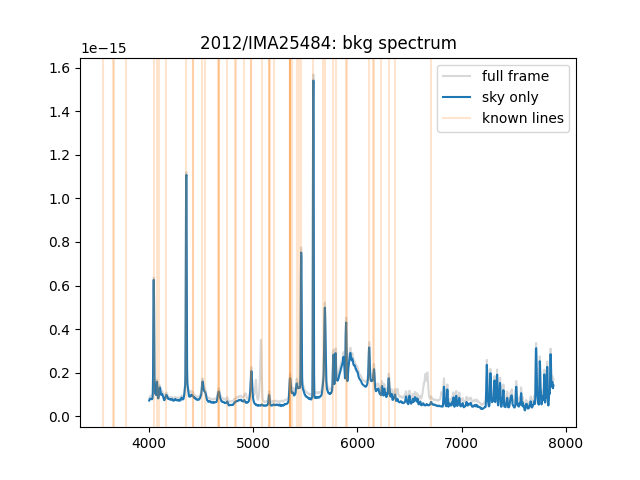 2012/IMA25484: bkg spectrum
1e−15
full frame
sky only
known lines
1.6
1.4
1.2
1.0
0.8
0.6
0.4
0.2
0.0
4000 5000 6000 7000 8000